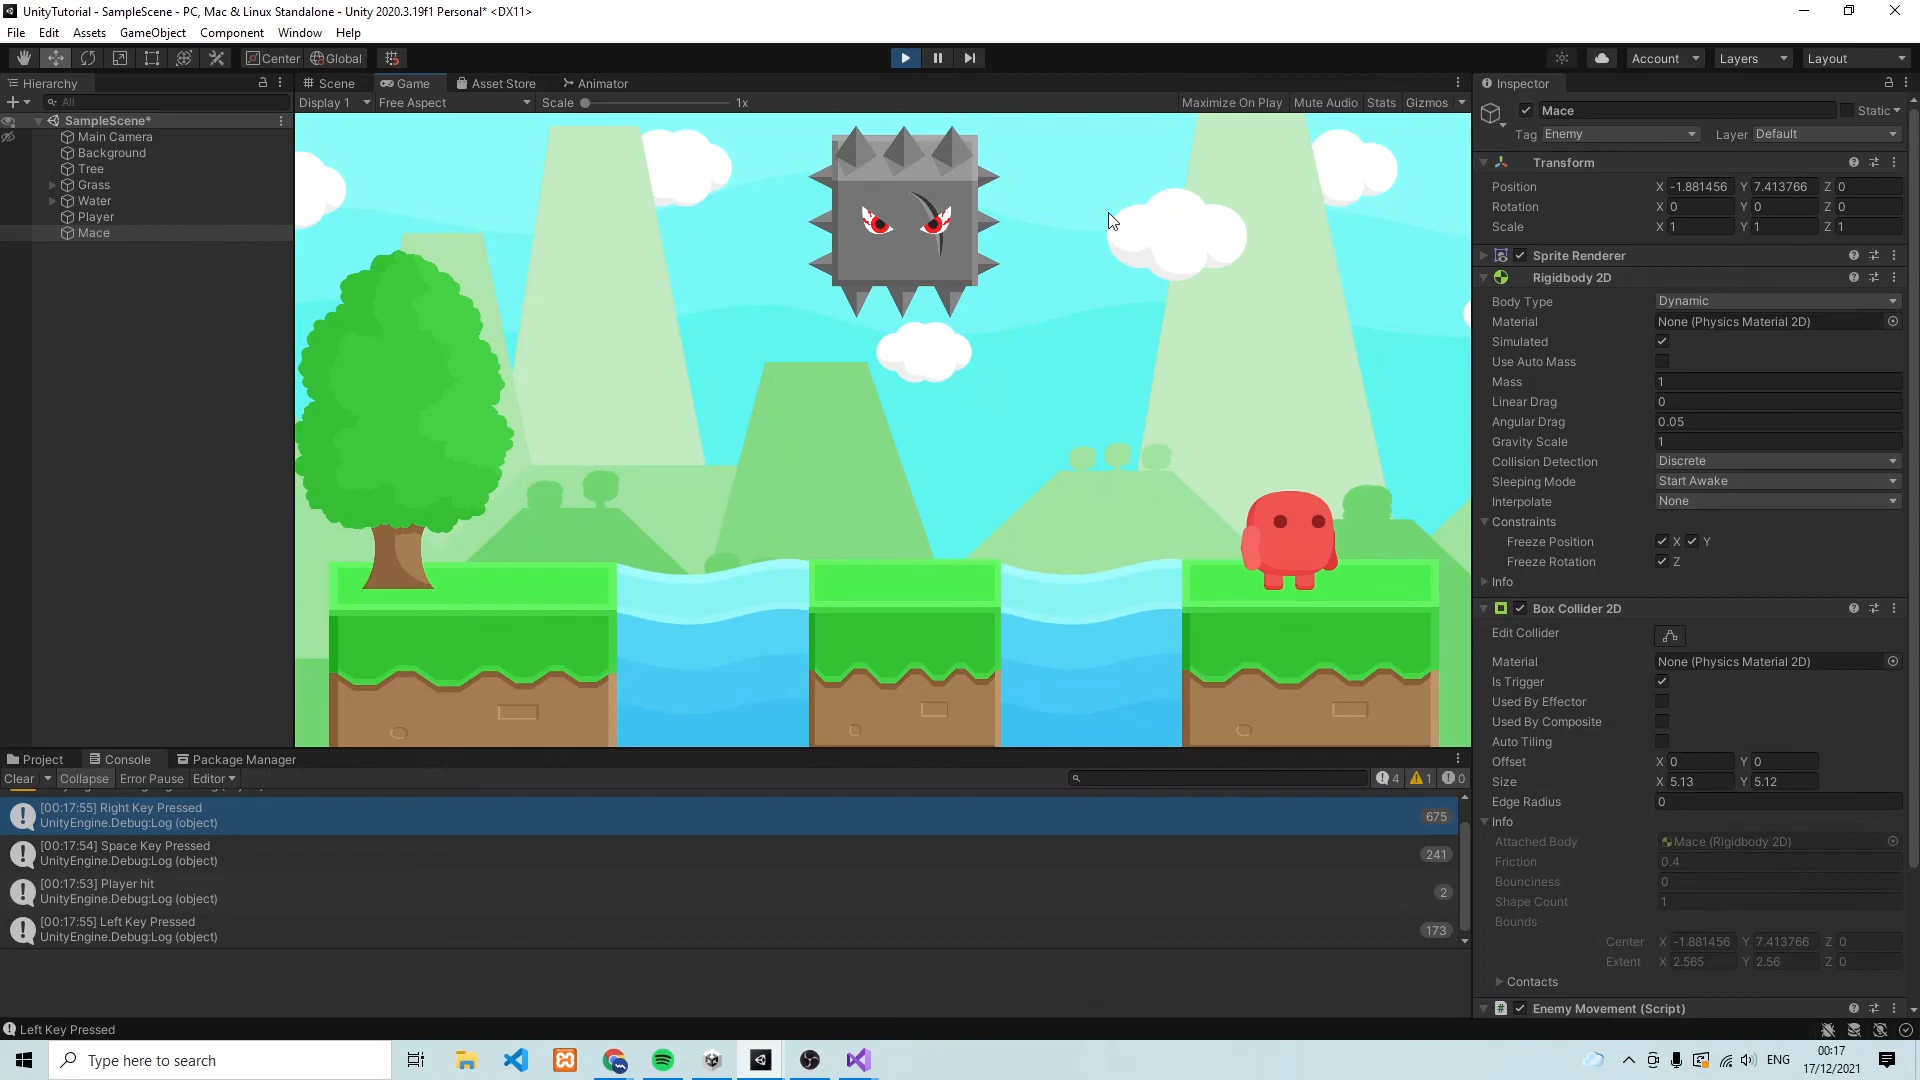 UnityTutorial - SampleScene - PC, Mac & Linux Standalone - Unity 2020.3.19f1 Personal* <DX11>
File Edit Assets GameObject Component Window Help
Center Global Account Layers Layout
Hierarchy Scene Game Asset Store Animator Inspector
All Display 1 Free Aspect Scale 1x Maximize On Play Mute Audio Stats Gizmos
SampleScene*
Main Camera
Background
Tree
Grass
Water
Player
Mace
Mace Static
Tag Enemy Layer Default
Transform
Position X -1.881456 Y 7.413766 Z 0
Rotation X 0 Y 0 Z 0
Scale X 1 Y 1 Z 1
Sprite Renderer
Rigidbody 2D
Body Type Dynamic
Material None (Physics Material 2D)
Simulated
Use Auto Mass
Mass 1
Linear Drag 0
Angular Drag 0.05
Gravity Scale 1
Collision Detection Discrete
Sleeping Mode Start Awake
Interpolate None
Constraints
Freeze Position X Y
Freeze Rotation Z
Info
Box Collider 2D
Edit Collider
Material None (Physics Material 2D)
Is Trigger
Used By Effector
Used By Composite
Auto Tiling
Offset X 0 Y 0
Size X 5.13 Y 5.12
Edge Radius 0
Info
Attached Body Mace (Rigidbody 2D)
Friction 0.4
Bounciness 0
Shape Count 1
Bounds
Center X -1.881456 Y 7.413766 Z 0
Extent X 2.565 Y 2.56 Z 0
Contacts
Enemy Movement (Script)
Project Console Package Manager
Clear Collapse Error Pause Editor 4 1 0
[00:17:55] Right Key Pressed
UnityEngine.Debug:Log (object) 675
[00:17:54] Space Key Pressed
UnityEngine.Debug:Log (object) 241
[00:17:53] Player hit
UnityEngine.Debug:Log (object) 2
[00:17:55] Left Key Pressed
UnityEngine.Debug:Log (object) 173
Left Key Pressed
Type here to search
ENG
00:17
17/12/2021